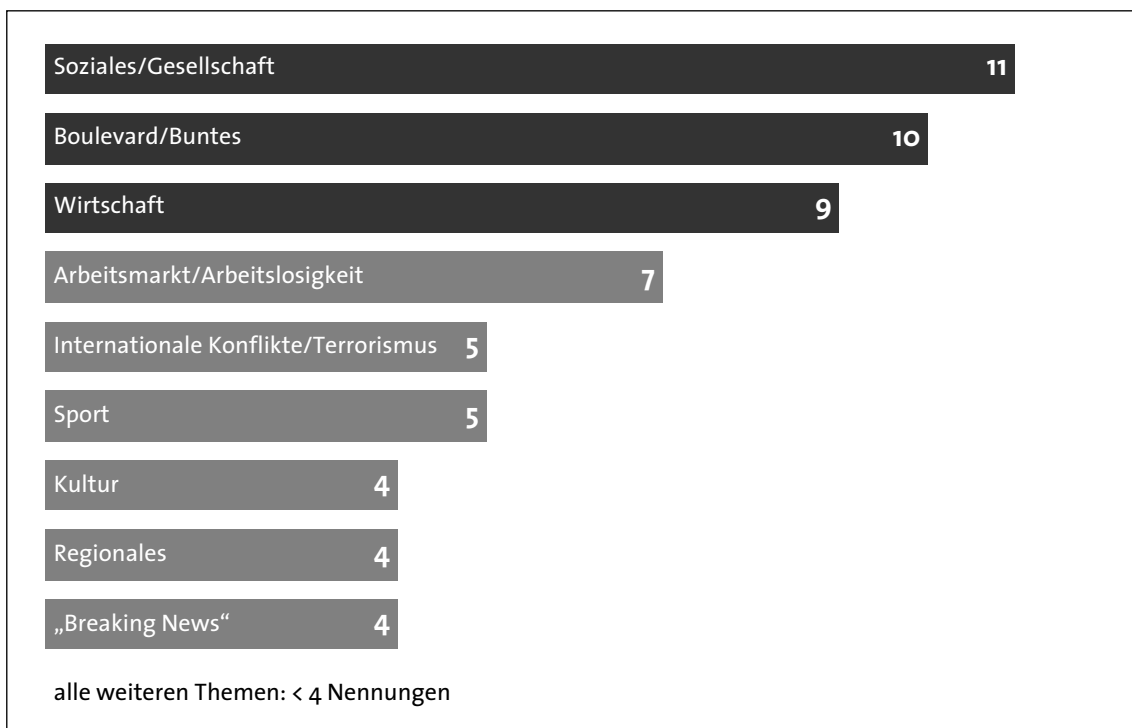 Soziales/Gesellschaft 11
Boulevard/Buntes 10
Wirtschaft 9
Arbeitsmarkt/Arbeitslosigkeit 7
Internationale Konflikte/Terrorismus 5
Sport 5
Kultur 4
Regionales 4
„Breaking News“ 4
alle weiteren Themen: < 4 Nennungen